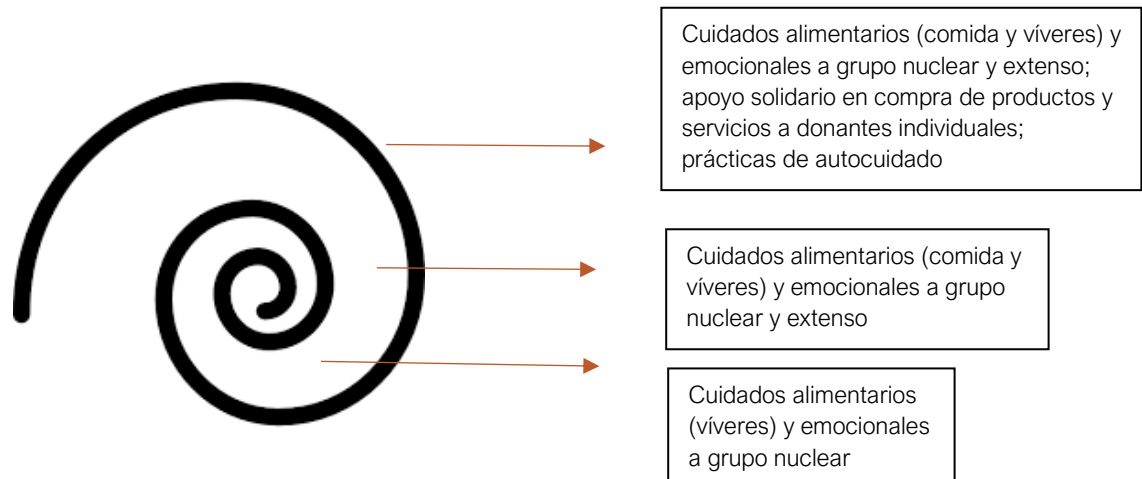 Cuidados alimentarios (comida y víveres) y
emocionales a grupo nuclear y extenso;
apoyo solidario en compra de productos y
servicios a donantes individuales;
prácticas de autocuidado
Cuidados alimentarios (comida y
víveres) y emocionales a grupo
nuclear y extenso
Cuidados alimentarios
(víveres) y emocionales
a grupo nuclear